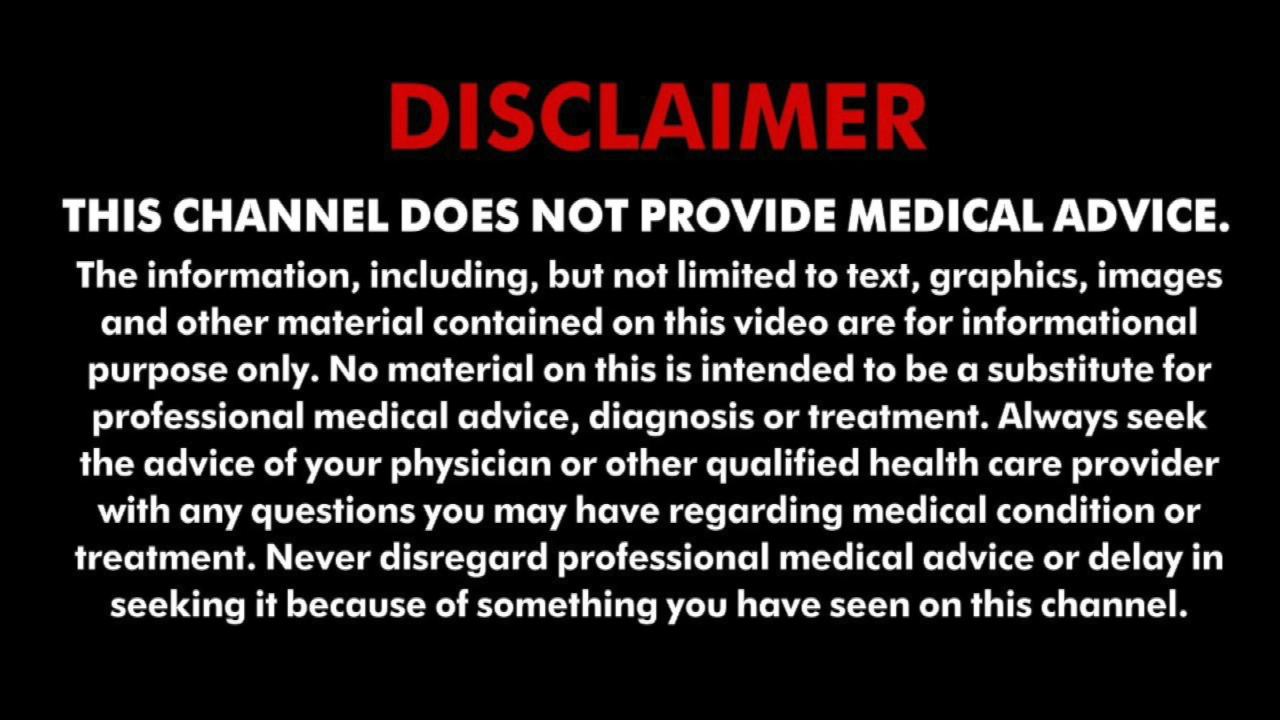 DISCLAIMER
THIS CHANNEL DOES NOT PROVIDE MEDICAL ADVICE.
The information, including, but not limited to text, graphics, images
and other material contained on this video are for informational
purpose only. No material on this is intended to be a substitute for
professional medical advice, diagnosis or treatment. Always seek
the advice of your physician or other qualified health care provider
with any questions you may have regarding medical condition or
treatment. Never disregard professional medical advice or delay in
seeking it because of something you have seen on this channel.